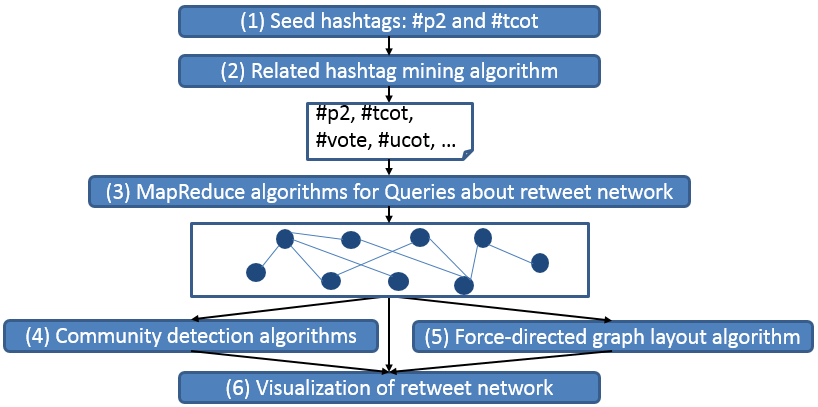 (1) Seed hashtags: #p2 and #tcot
(2) Related hashtag mining algorithm
#p2, #tcot,
#vote, #ucot, ...
(3) MapReduce algorithms for Queries about retweet network
(4) Community detection algorithms
(5) Force-directed graph layout algorithm
(6) Visualization of retweet network